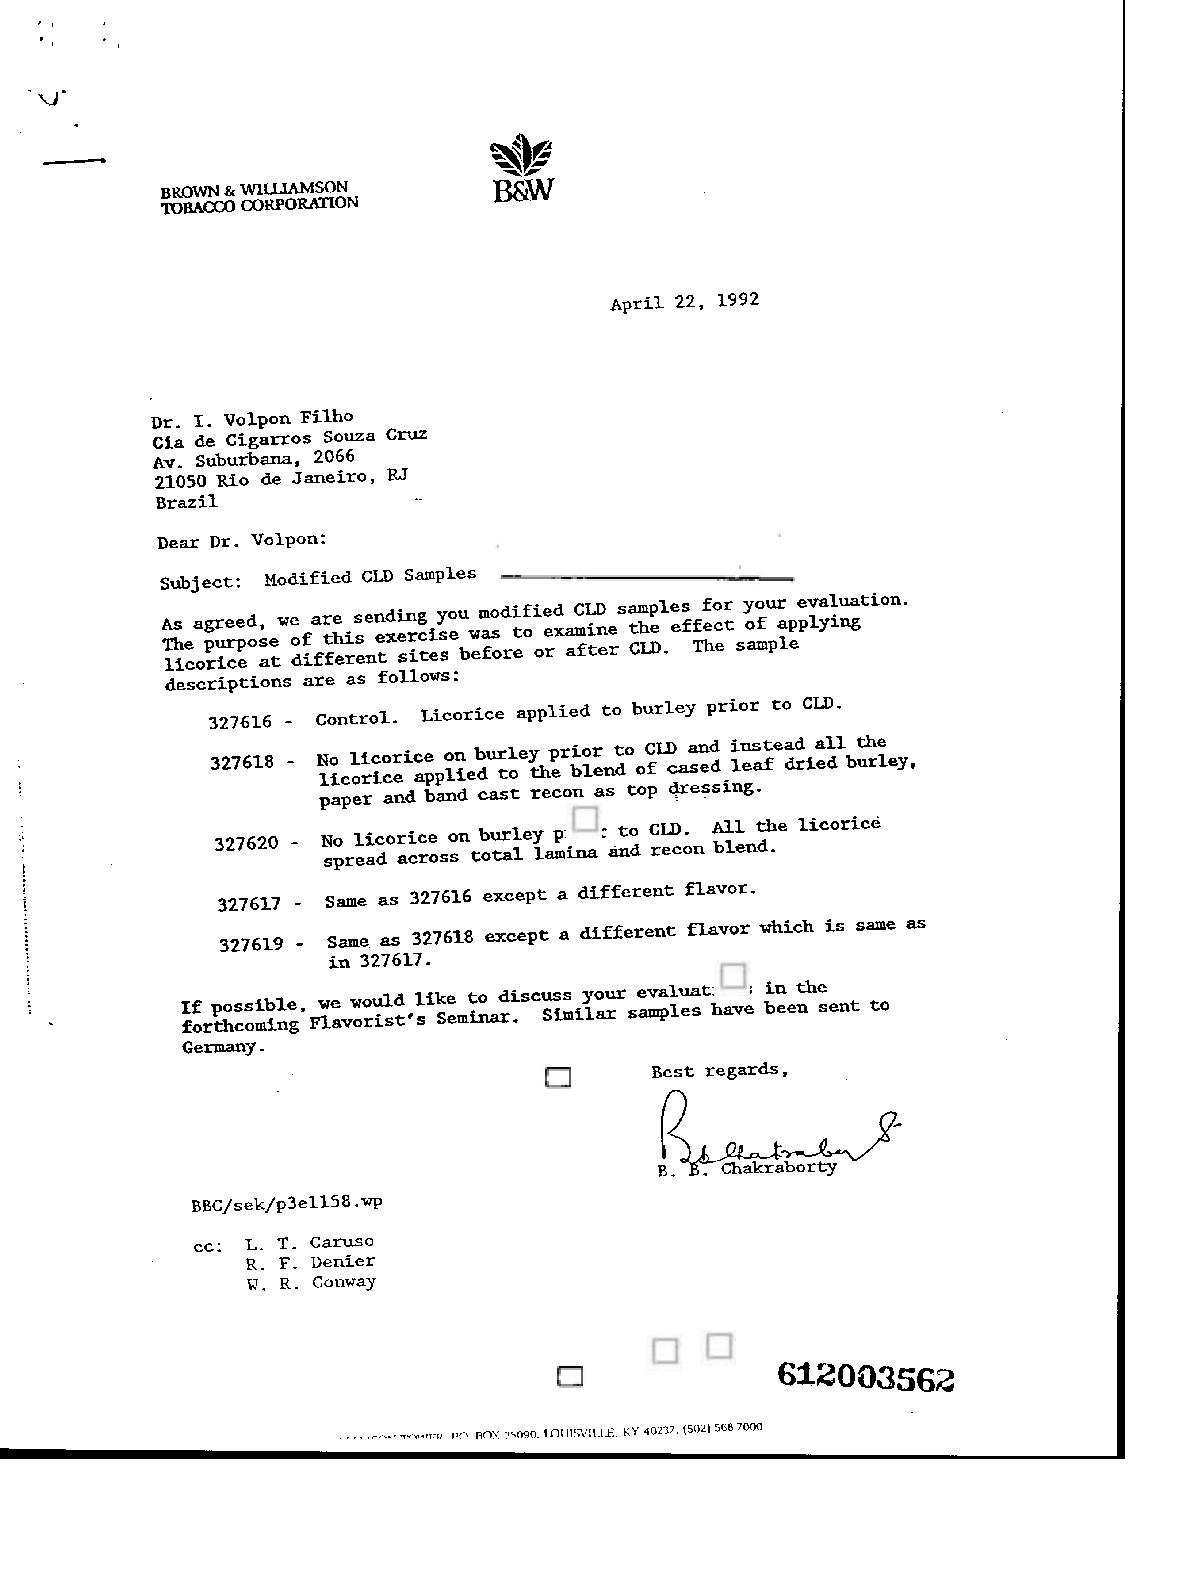 BROWN & WILLIAMSON
TOBACCO CORPORATION
B&W
April 22, 1992
Dr. I. Volpon Filho
Cia de Cigarros Souza Cruz
Av. Suburbana, 2066
21050 Rio de Janeiro, RJ
Brazil
Dear Dr. Volpon:
Subject: Modified CLD Samples
As agreed, we are sending you modified CLD samples for your evaluation.
The purpose of this exercise was to examine the effect of applying
licorice at different sites before or after CLD. The sample
descriptions are as follows:
327616 - Control. Licorice applied to burley prior to CLD.
327618 - No licorice on burley prior to CLD and instead all the
licorice applied to the blend of cased leaf dried burley,
paper and band cast recon as top dressing.
327620 - No licorice on burley to CLD. All the licorice
spread across total lamina and recon blend.
327617 - Same as 327616 except a different flavor.
327619 - Same as 327618 except a different flavor which is same as
in 327617.
If possible, we would like to discuss your in the
forthcoming Flavorist's Seminar. Similar samples have been sent to
Germany.
Best regards,
B. B. Chakraborty
BBC/sek/p3e1158.wp
cc: L. T. Caruso
R. F. Denier
W. R. Conway
612003562
BOX 35090, LOUISVILLE, KY 40232, (502) 568 7000